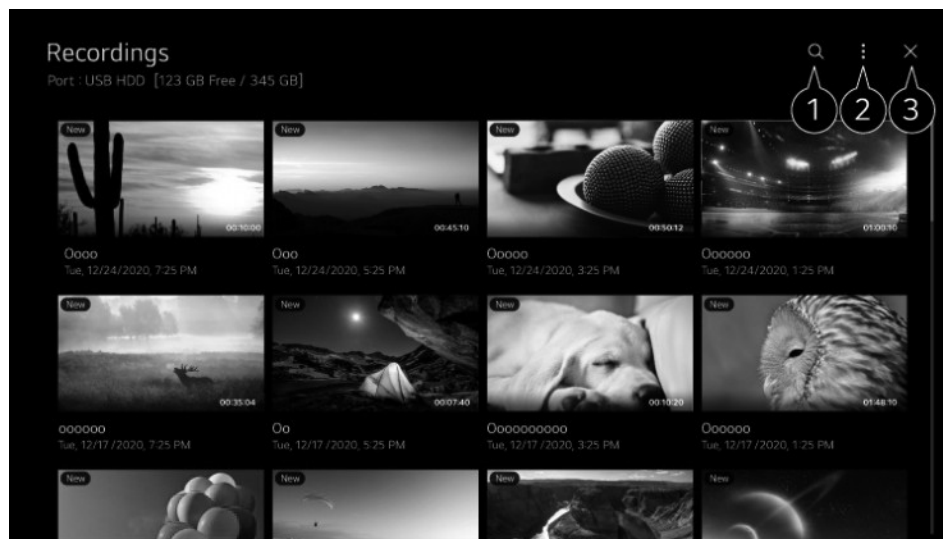 Recordings
Port : USB HDD [123 GB Free / 345 GB]
1 2 3
New New New New
00:10:00 00:45:10 00:50:12 01:00:10
Oooo Ooo Ooooo Oooooo
Tue, 12/24/2020, 7:25 PM Tue, 12/24/2020, 5:25 PM Tue, 12/24/2020, 3:25 PM Tue, 12/24/2020, 1:25 PM
New New New New
00:35:04 00:07:40 00:10:20 01:48:10
oooooo Oo Oooooooooo Oooooo
Tue, 12/17 /2020, 7:25 PM Tue, 12/17 /2020, 5:25 PM Tue, 12/17 /2020, 3:25 PM Tue, 12/17 /2020, 1:25 PM
New New New New